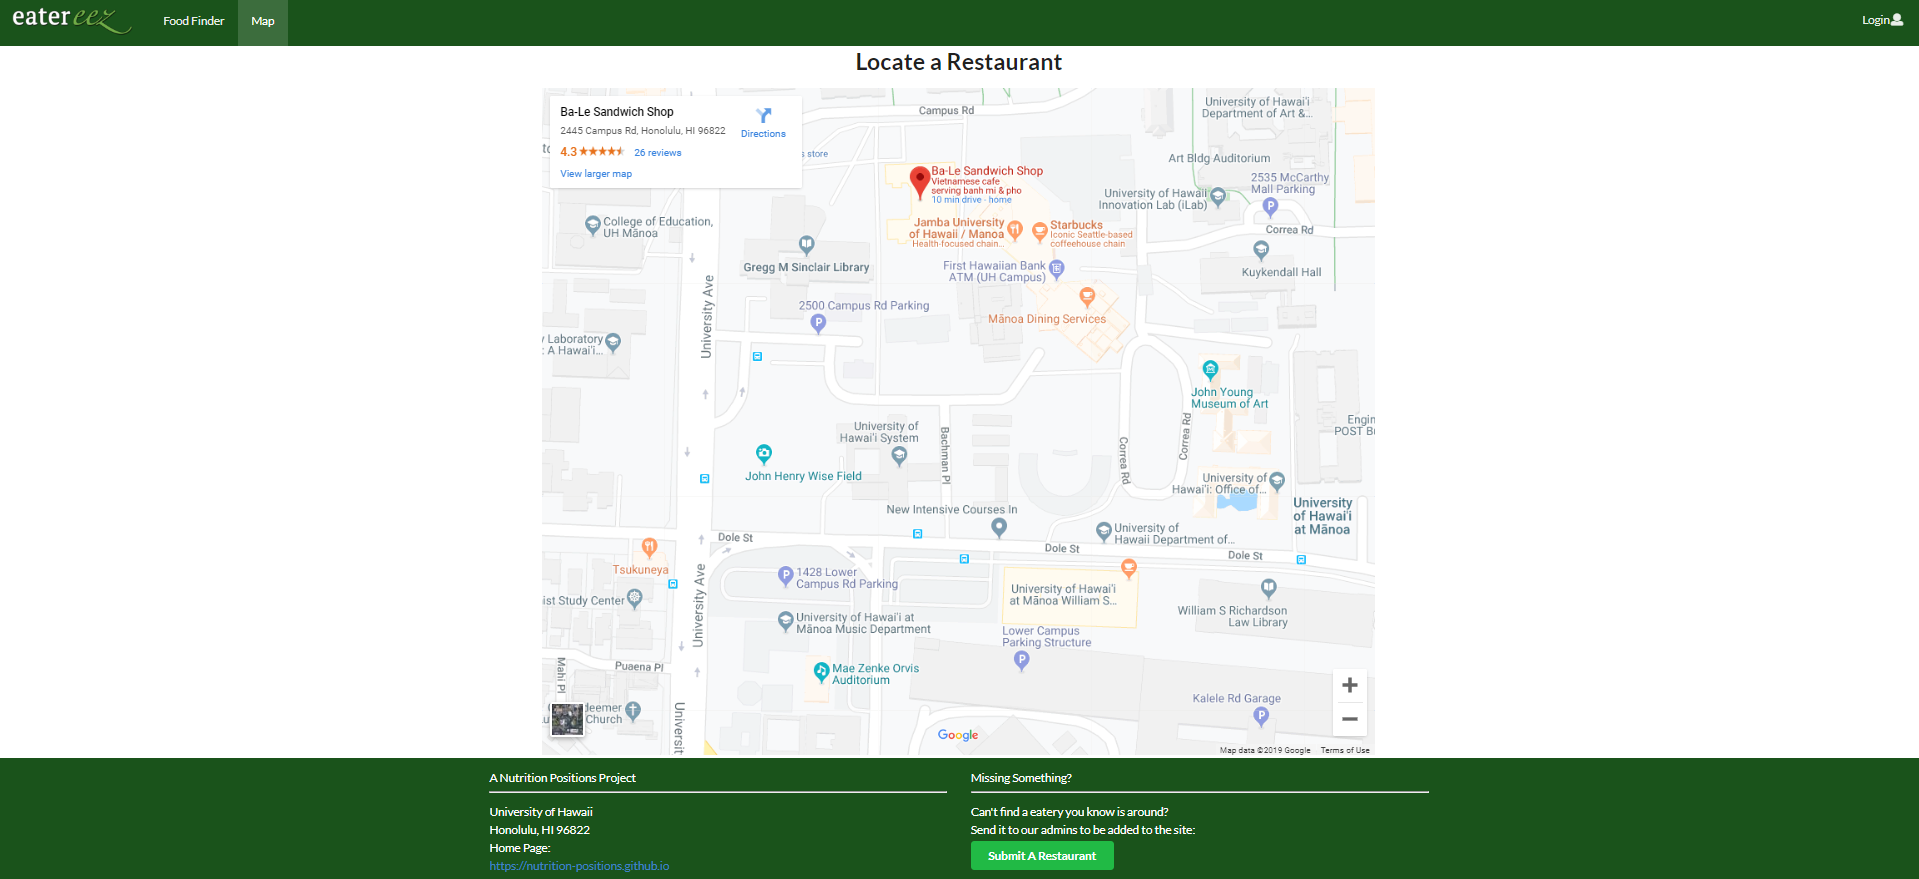 eatereez
Food Finder
Map
Login
Locate a Restaurant
Ba-Le Sandwich Shop
2445 Campus Rd, Honolulu, HI 96822
4.3
26 reviews
View larger map
Directions
s store
Campus Rd
University of Hawai'i
Department of Art &...
Art Bldg Auditorium
2535 McCarthy
Mall Parking
University of Hawaii
Innovation Lab (iLab)
Correa Rd
Kuykendall Hall
Ba-Le Sandwich Shop
Vietnamese cafe
serving banh mi & pho
10 min drive - home
Jamba University
of Hawaii / Manoa
Health-focused chain...
Starbucks
Iconic Seattle-based
coffeehouse chain
First Hawaiian Bank
ATM (UH Campus)
Mānoa Dining Services
College of Education,
UH Mānoa
Gregg M Sinclair Library
2500 Campus Rd Parking
University Ave
y Laboratory
: A Hawai'i...
John Young
Museum of Art
Engin
POST B
University of
Hawai'i System
Bachman Pl
Correa Rd
Correa Rd
John Henry Wise Field
University of
Hawai'i: Office of...
University
of Hawai'i
at Mānoa
New Intensive Courses In
University of
Hawaii Department of...
Dole St
Dole St
Dole St
Tsukuneya
1428 Lower
Campus Rd Parking
University of Hawai'i
at Mānoa William S...
ist Study Center
University Ave
University of Hawai'i at
Mānoa Music Department
William S Richardson
Law Library
Lower Campus
Parking Structure
Mahi Pl
Puaena Pl
Mae Zenke Orvis
Auditorium
Kalele Rd Garage
deemer
Church
Universit
Google
Map data ©2019 Google
Terms of Use
A Nutrition Positions Project
University of Hawaii
Honolulu, HI 96822
Home Page:
https://nutrition-positions.github.io
Missing Something?
Can't find a eatery you know is around?
Send it to our admins to be added to the site:
Submit A Restaurant